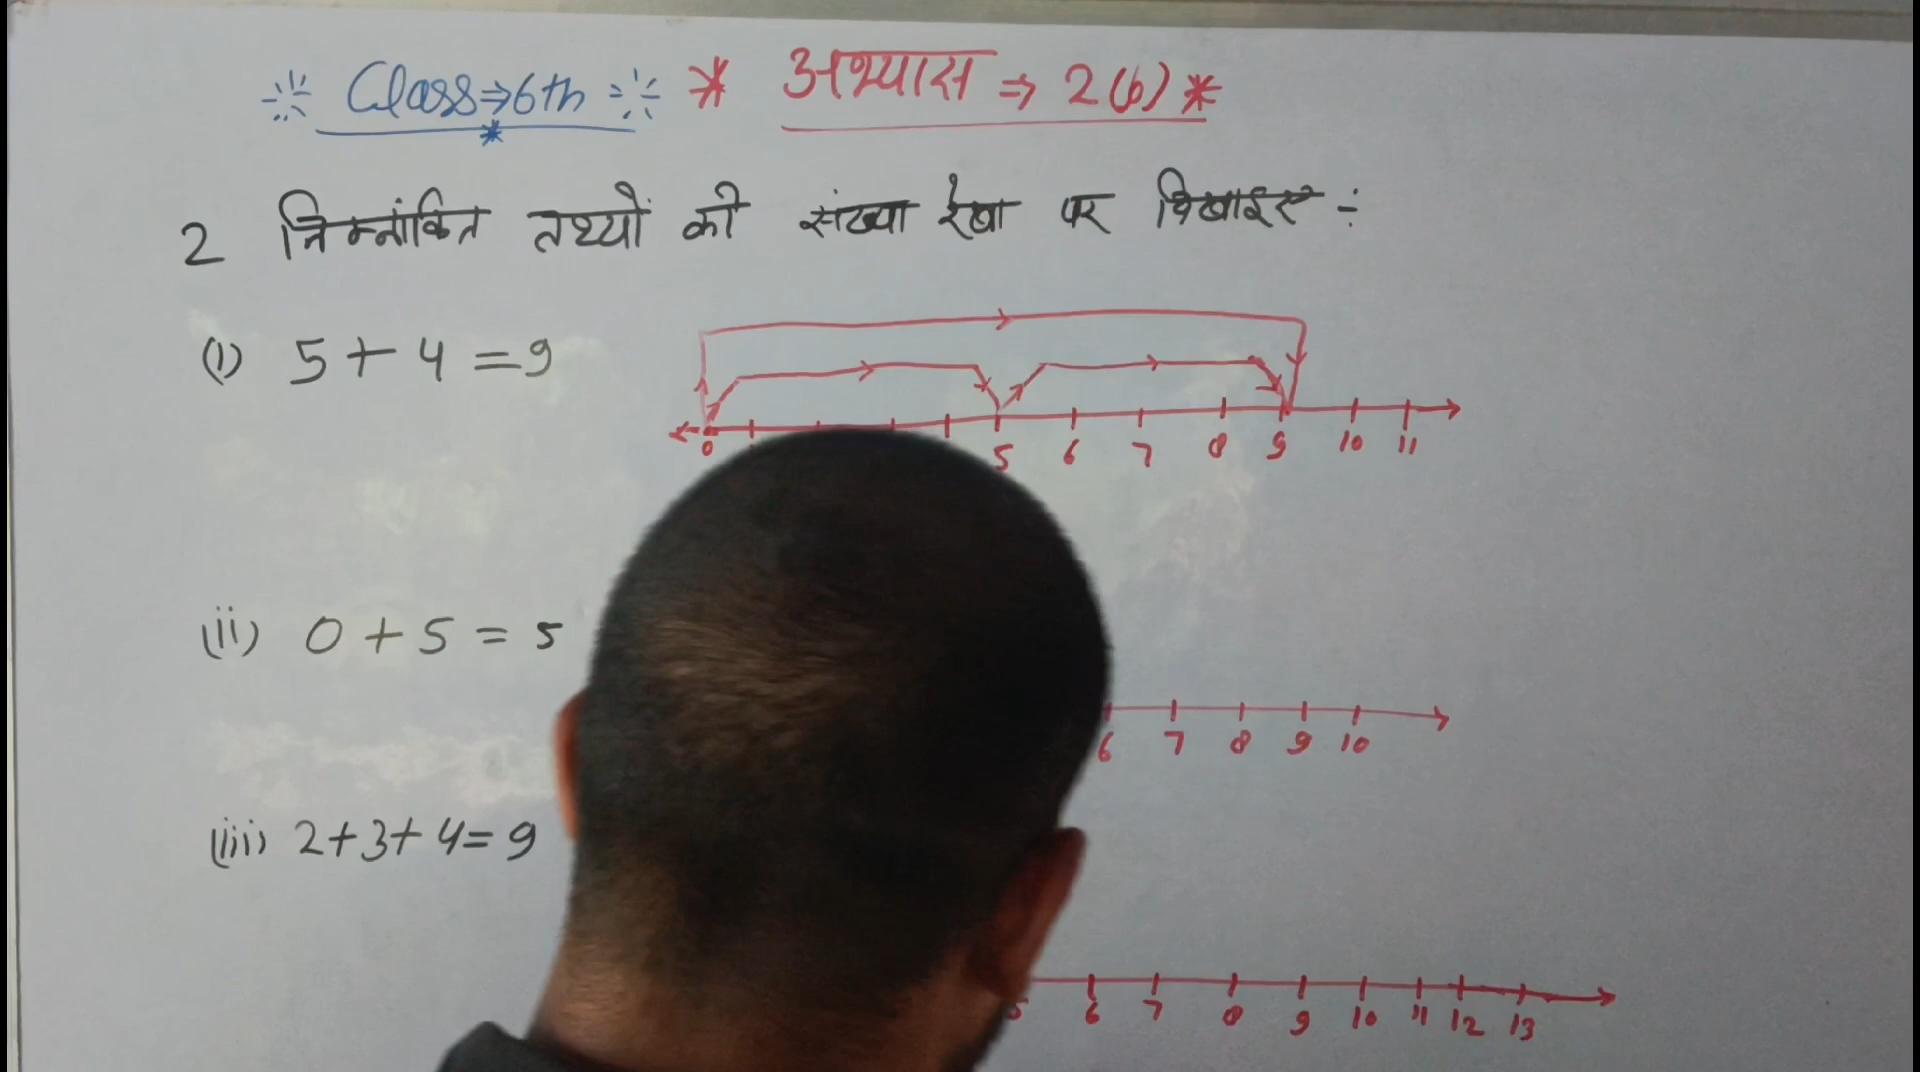 Class⇒6th * अभ्यास ⇒ 2(b) *
2 निम्नांकित तथ्यों को संख्या रेखा पर दिखाइए :-
(i) 5 + 4 = 9
0 5 6 7 8 9 10 11
(ii) 0 + 5 = 5
6 7 8 9 10
(iii) 2+3+4=9
5 6 7 8 9 10 11 12 13